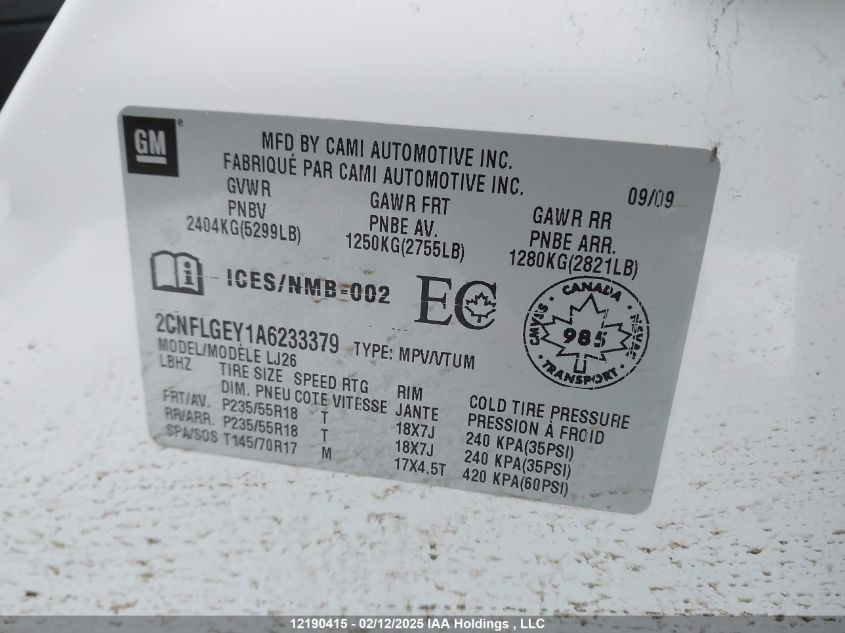 GM
MFD BY CAMI AUTOMOTIVE INC.
FABRIQUÉ PAR CAMI AUTOMOTIVE INC.
09/09
GVWR GAWR FRT GAWR RR
PNBV PNBE AV. PNBE ARR.
2404KG(5299LB) 1250KG(2755LB) 1280KG(2821LB)
i ICES/NMB-002 EC
CANADA
CMVSS 985 NSVAC
TRANSPORT
2CNFLGEY1A6233379 TYPE: MPV/VTUM
MODEL/MODÈLE LJ26
LBHZ TIRE SIZE SPEED RTG RIM COLD TIRE PRESSURE
DIM. PNEU COTE VITESSE JANTE PRESSION À FROID
FRT/AV. P235/55R18 T 18X7J 240 KPA(35PSI)
RR/ARR. P235/55R18 T 18X7J 240 KPA(35PSI)
SPA/SOS T145/70R17 M 17X4.5T 420 KPA(60PSI)
12190415 - 02/12/2025 IAA Holdings, LLC